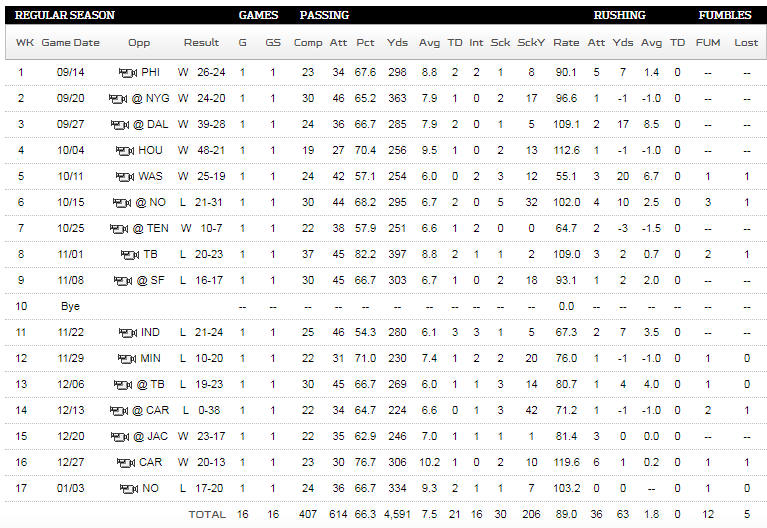 REGULAR SEASON GAMES PASSING RUSHING FUMBLES
WK Game Date Opp Result G GS Comp Att Pct Yds Avg TD Int Sck SckY Rate Att Yds Avg TD FUM Lost
1 09/14 PHI W 26-24 1 1 23 34 67.6 298 8.8 2 2 1 8 90.1 5 7 1.4 0 -- --
2 09/20 @ NYG W 24-20 1 1 30 46 65.2 363 7.9 1 0 2 17 96.6 1 -1 -1.0 0 -- --
3 09/27 @ DAL W 39-28 1 1 24 36 66.7 285 7.9 2 0 1 5 109.1 2 17 8.5 0 -- --
4 10/04 HOU W 48-21 1 1 19 27 70.4 256 9.5 1 0 2 13 112.6 1 -1 -1.0 0 -- --
5 10/11 WAS W 25-19 1 1 24 42 57.1 254 6.0 0 2 3 12 55.1 3 20 6.7 0 1 1
6 10/15 @ NO L 21-31 1 1 30 44 68.2 295 6.7 2 0 5 32 102.0 4 10 2.5 0 3 1
7 10/25 @ TEN W 10-7 1 1 22 38 57.9 251 6.6 1 2 0 0 64.7 2 -3 -1.5 0 -- --
8 11/01 TB L 20-23 1 1 37 45 82.2 397 8.8 2 1 1 2 109.0 3 2 0.7 0 2 1
9 11/08 @ SF L 16-17 1 1 30 45 66.7 303 6.7 1 0 2 18 93.1 1 2 2.0 0 -- --
10 Bye -- -- -- -- -- -- -- -- -- -- -- 0.0 -- -- -- -- -- --
11 11/22 IND L 21-24 1 1 25 46 54.3 280 6.1 3 3 1 5 67.3 2 7 3.5 0 -- --
12 11/29 MIN L 10-20 1 1 22 31 71.0 230 7.4 1 2 2 20 76.0 1 -1 -1.0 0 1 0
13 12/06 @ TB L 19-23 1 1 30 45 66.7 269 6.0 1 1 3 14 80.7 1 4 4.0 0 1 0
14 12/13 @ CAR L 0-38 1 1 22 34 64.7 224 6.6 0 1 3 42 71.2 1 -1 -1.0 0 2 1
15 12/20 @ JAC W 23-17 1 1 22 35 62.9 246 7.0 1 1 1 1 81.4 3 0 0.0 0 -- --
16 12/27 CAR W 20-13 1 1 23 30 76.7 306 10.2 1 0 2 10 119.6 6 1 0.2 0 1 1
17 01/03 NO L 17-20 1 1 24 36 66.7 334 9.3 2 1 1 7 103.2 0 0 -- 0 1 0
TOTAL 16 16 407 614 66.3 4,591 7.5 21 16 30 206 89.0 36 63 1.8 0 12 5